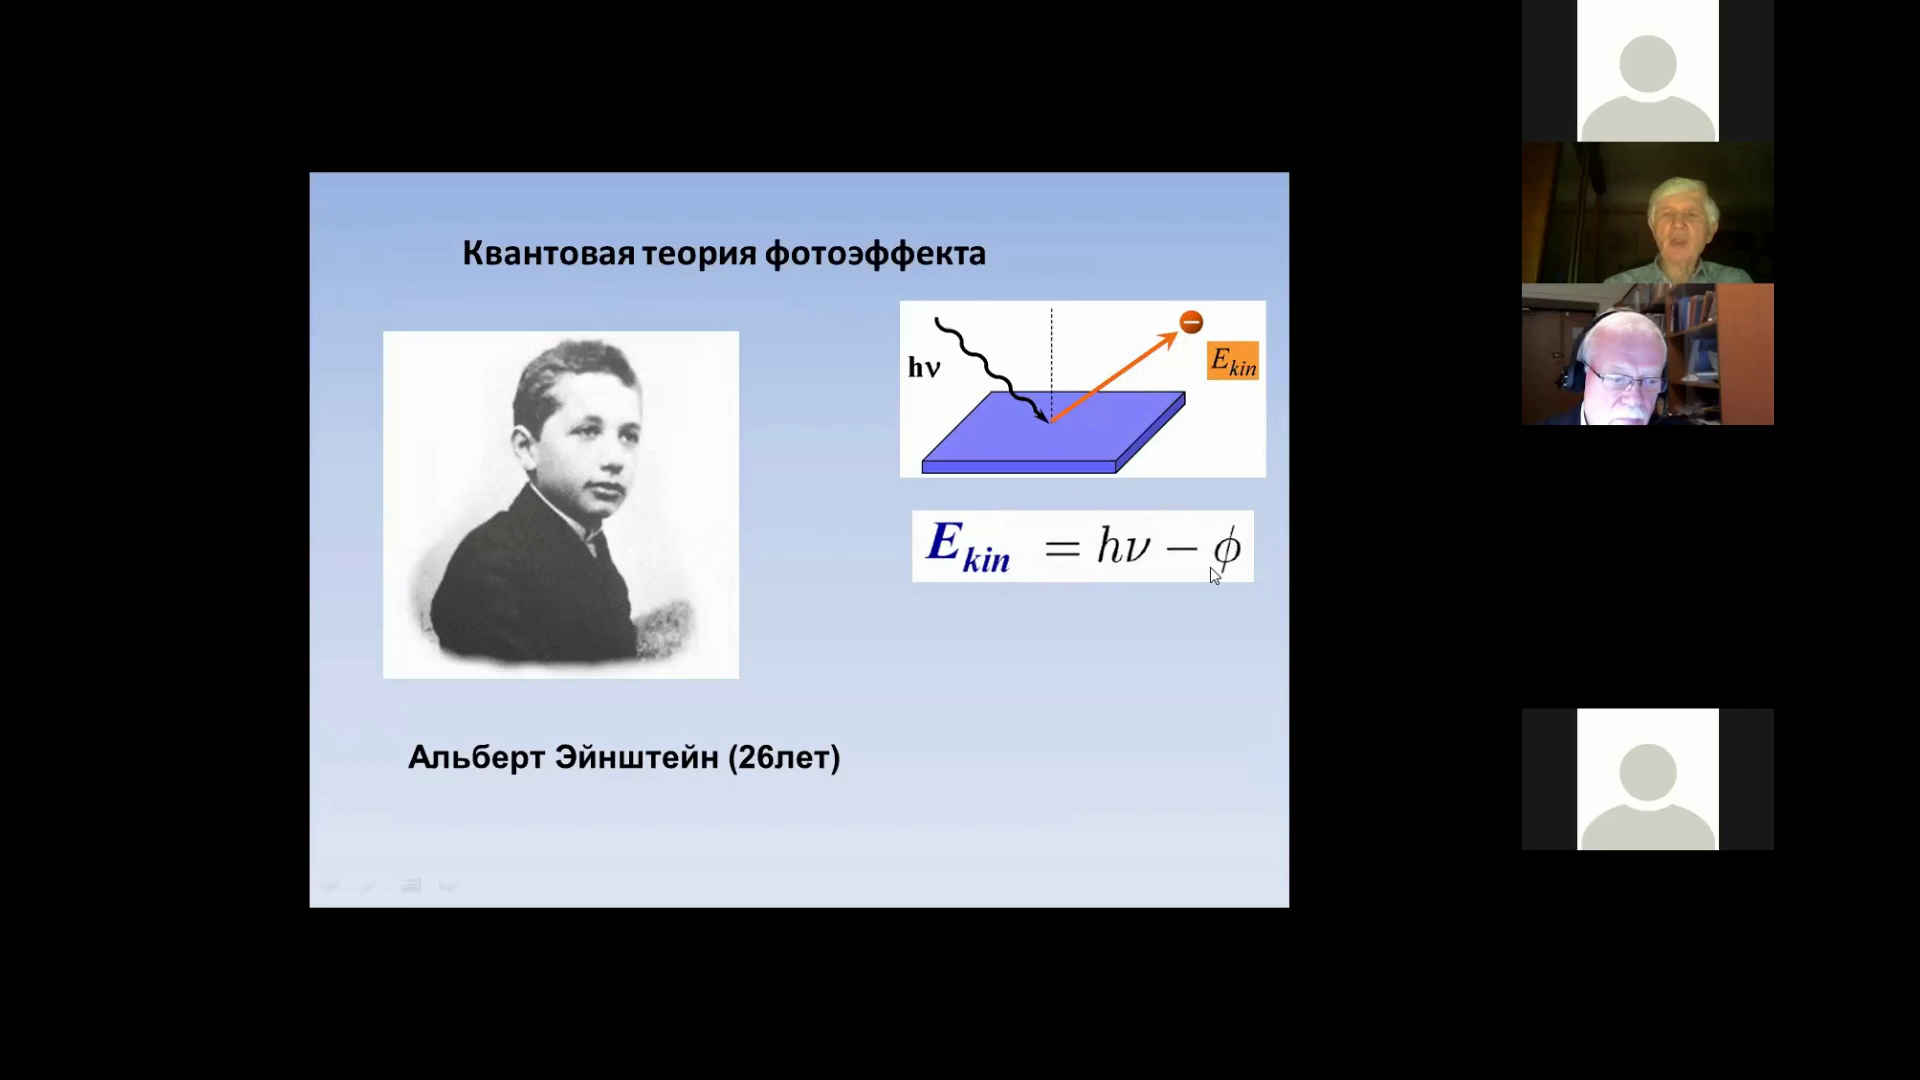 Квантовая теория фотоэффекта
hν
E_kin
E_kin = hν − ϕ
Альберт Эйнштейн (26лет)